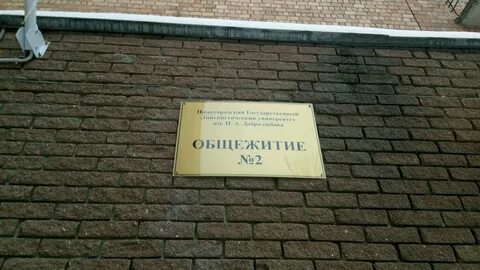 Нижегородский Государственный
Лингвистический университет
им. Н. А. Добролюбова
ОБЩЕЖИТИЕ
№2